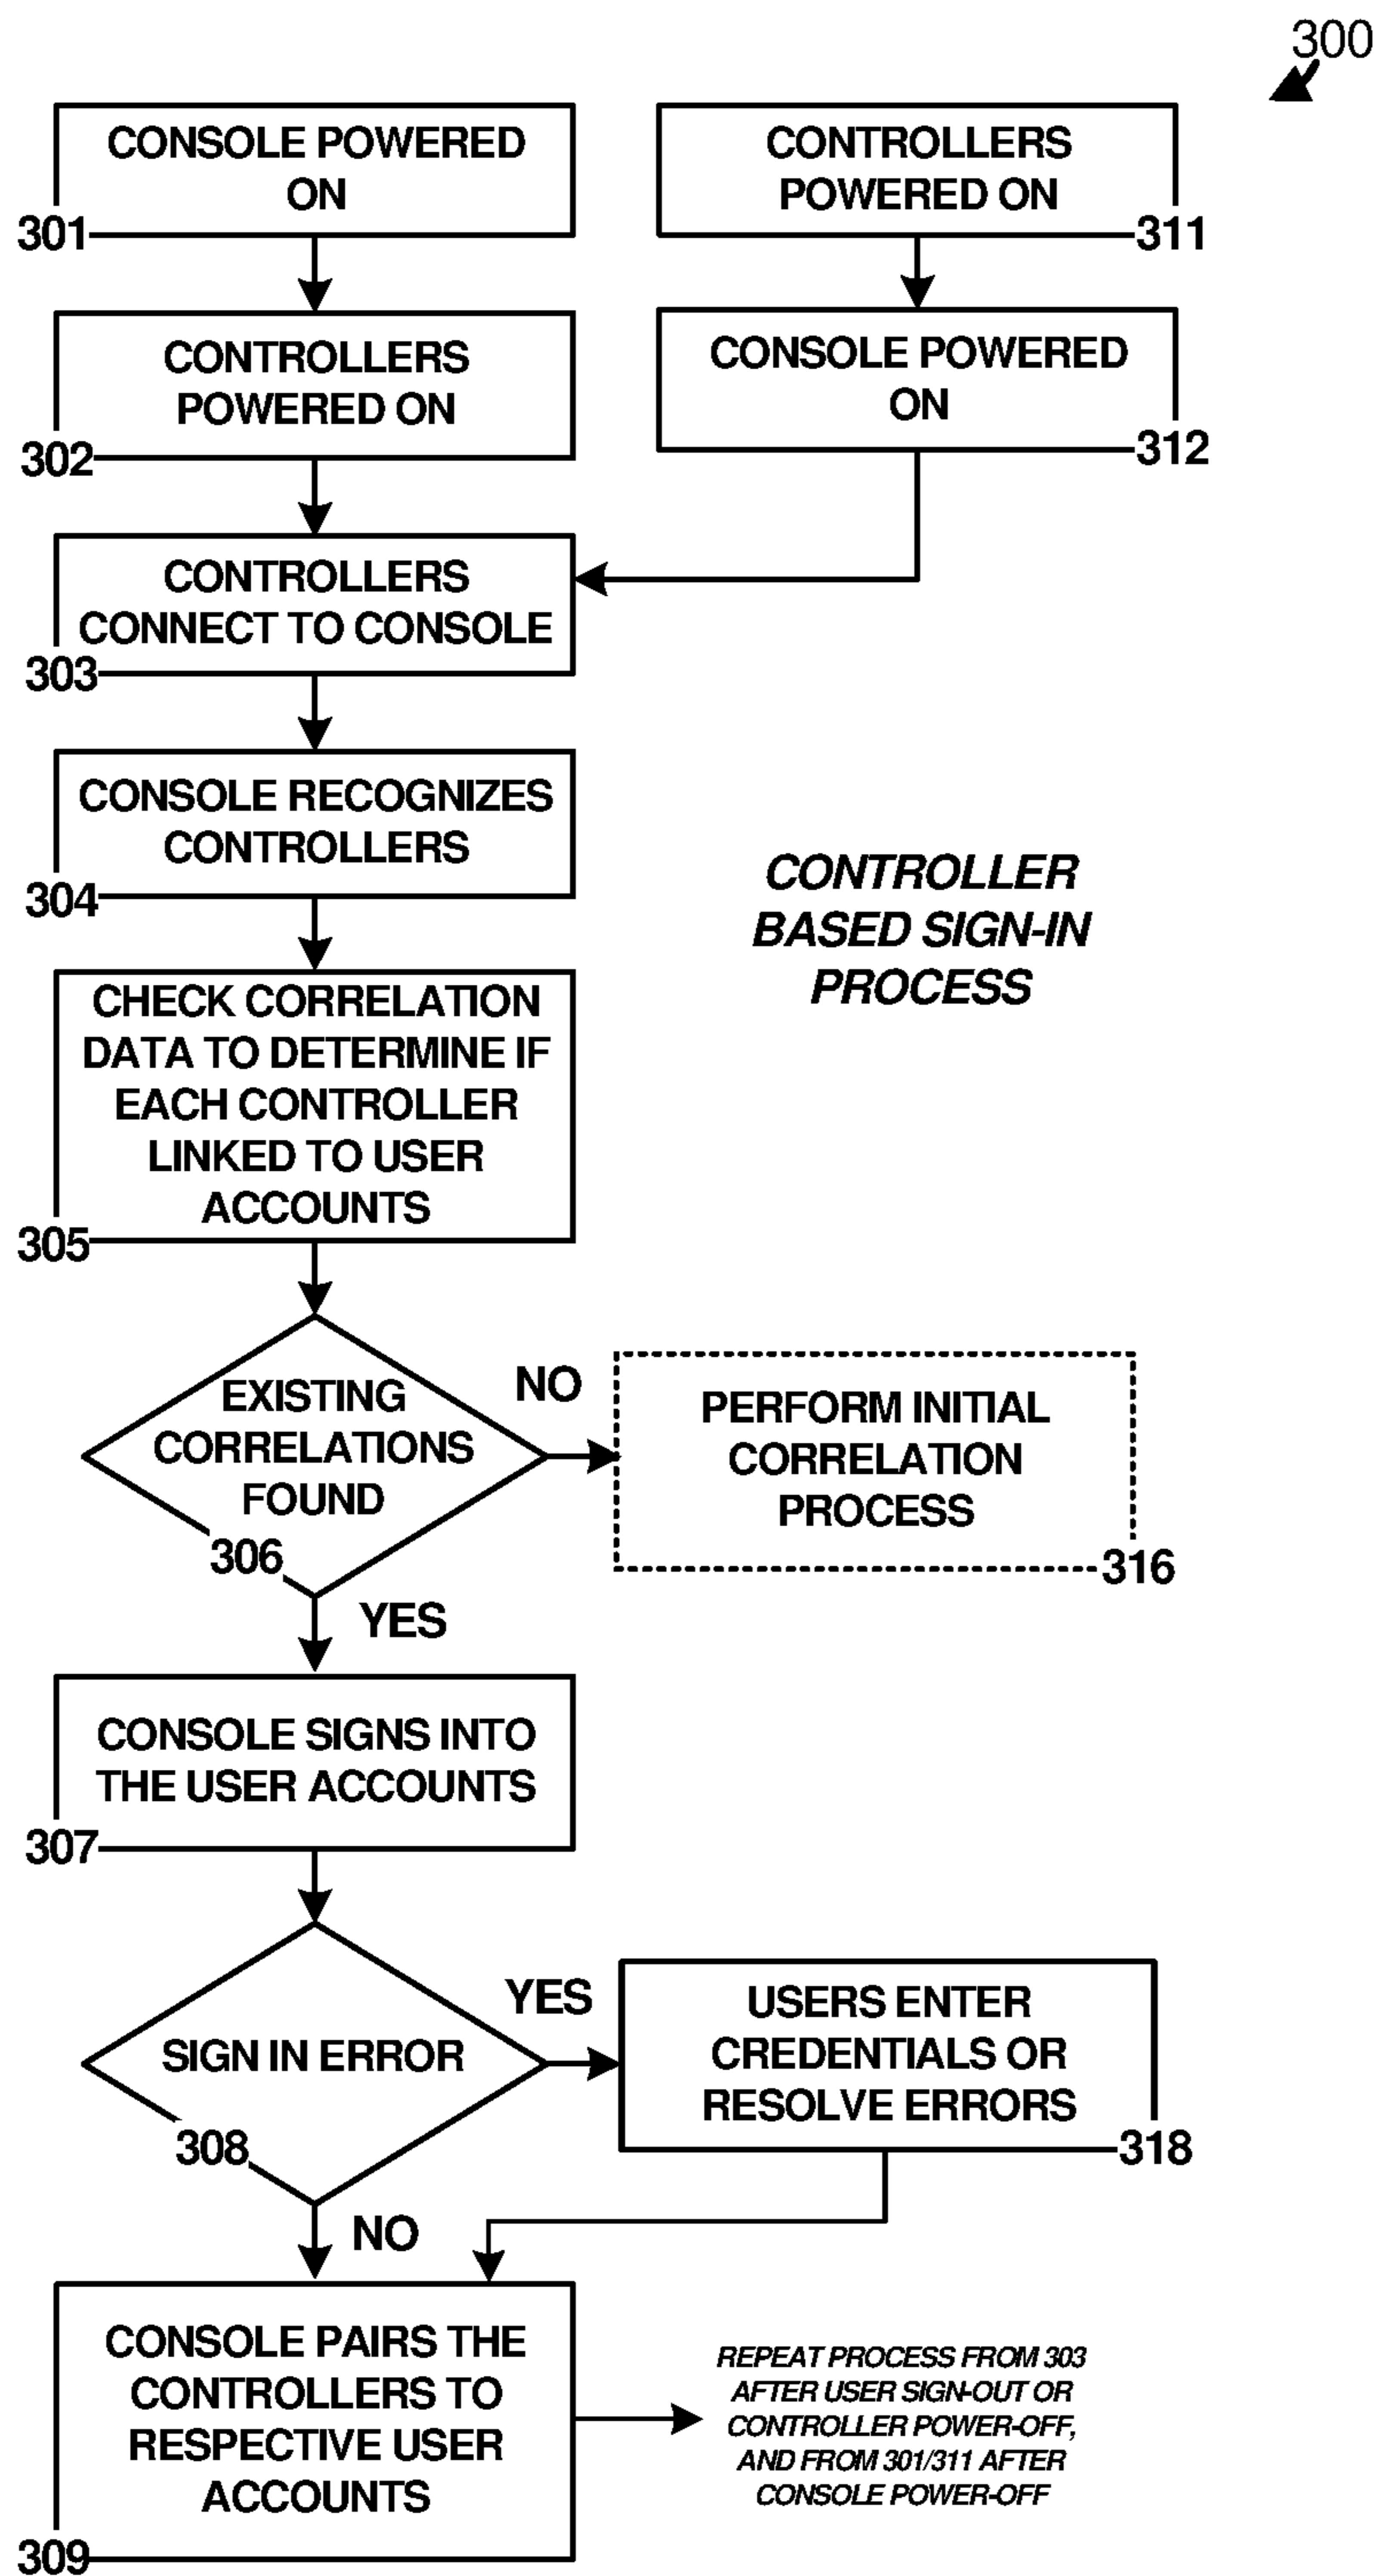 300
CONSOLE POWERED
ON
301
CONTROLLERS
POWERED ON
311
CONTROLLERS
POWERED ON
302
CONSOLE POWERED
ON
312
CONTROLLERS
CONNECT TO CONSOLE
303
CONSOLE RECOGNIZES
CONTROLLERS
304
CONTROLLER
BASED SIGN-IN
PROCESS
CHECK CORRELATION
DATA TO DETERMINE IF
EACH CONTROLLER
LINKED TO USER
ACCOUNTS
305
EXISTING
CORRELATIONS
FOUND
306
NO
PERFORM INITIAL
CORRELATION
PROCESS
316
YES
CONSOLE SIGNS INTO
THE USER ACCOUNTS
307
SIGN IN ERROR
308
YES
USERS ENTER
CREDENTIALS OR
RESOLVE ERRORS
318
NO
CONSOLE PAIRS THE
CONTROLLERS TO
RESPECTIVE USER
ACCOUNTS
309
REPEAT PROCESS FROM 303
AFTER USER SIGN-OUT OR
CONTROLLER POWER-OFF,
AND FROM 301/311 AFTER
CONSOLE POWER-OFF